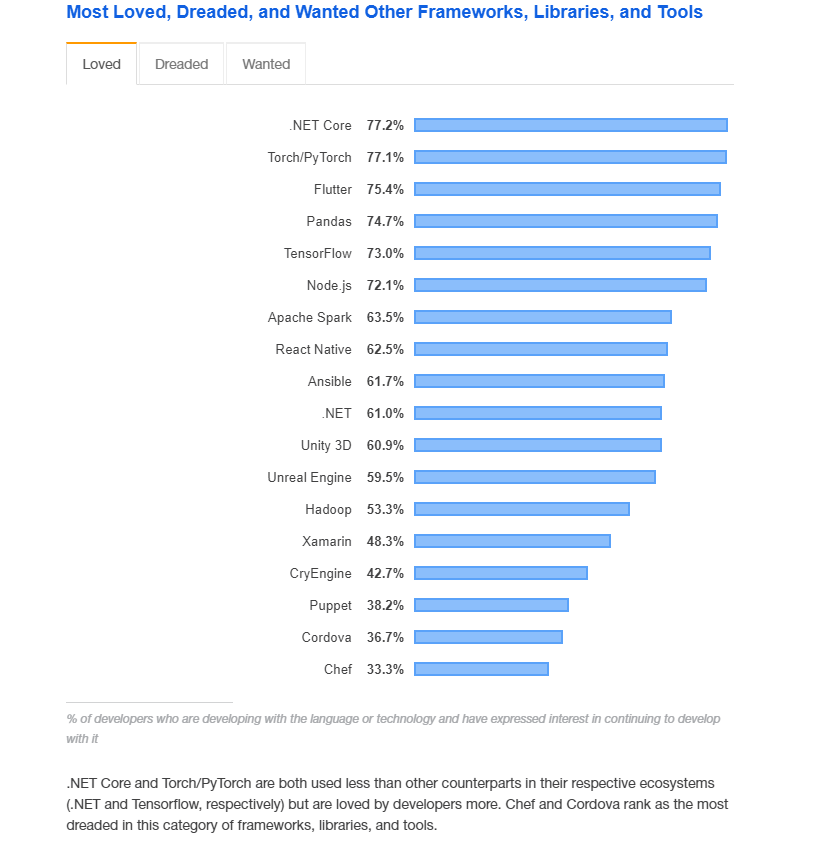 Most Loved, Dreaded, and Wanted Other Frameworks, Libraries, and Tools
Loved Dreaded Wanted
.NET Core 77.2%
Torch/PyTorch 77.1%
Flutter 75.4%
Pandas 74.7%
TensorFlow 73.0%
Node.js 72.1%
Apache Spark 63.5%
React Native 62.5%
Ansible 61.7%
.NET 61.0%
Unity 3D 60.9%
Unreal Engine 59.5%
Hadoop 53.3%
Xamarin 48.3%
CryEngine 42.7%
Puppet 38.2%
Cordova 36.7%
Chef 33.3%
% of developers who are developing with the language or technology and have expressed interest in continuing to develop
with it
.NET Core and Torch/PyTorch are both used less than other counterparts in their respective ecosystems
(.NET and Tensorflow, respectively) but are loved by developers more. Chef and Cordova rank as the most
dreaded in this category of frameworks, libraries, and tools.